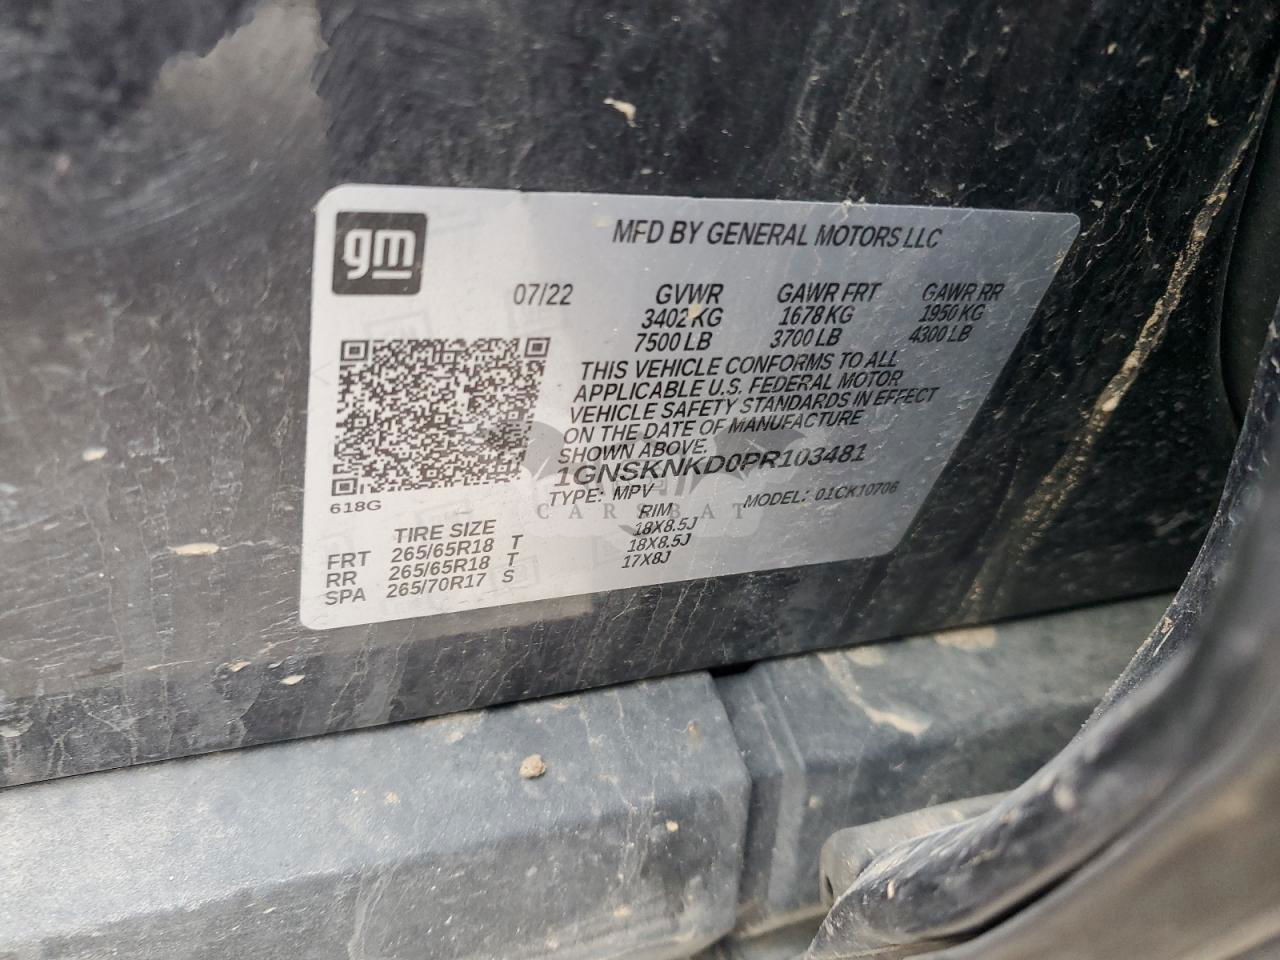 gm
MFD BY GENERAL MOTORS LLC
07/22 GVWR GAWR FRT GAWR RR
3402 KG 1678 KG 1950 KG
7500 LB 3700 LB 4300 LB
THIS VEHICLE CONFORMS TO ALL
APPLICABLE U.S. FEDERAL MOTOR
VEHICLE SAFETY STANDARDS IN EFFECT
ON THE DATE OF MANUFACTURE
SHOWN ABOVE.
1GNSKNKD0PR103481
TYPE: MPV MODEL: 01CK10706
618G
TIRE SIZE RIM
FRT 265/65R18 T 18X8.5J
RR 265/65R18 T 18X8.5J
SPA 265/70R17 S 17X8J
CARSBAT